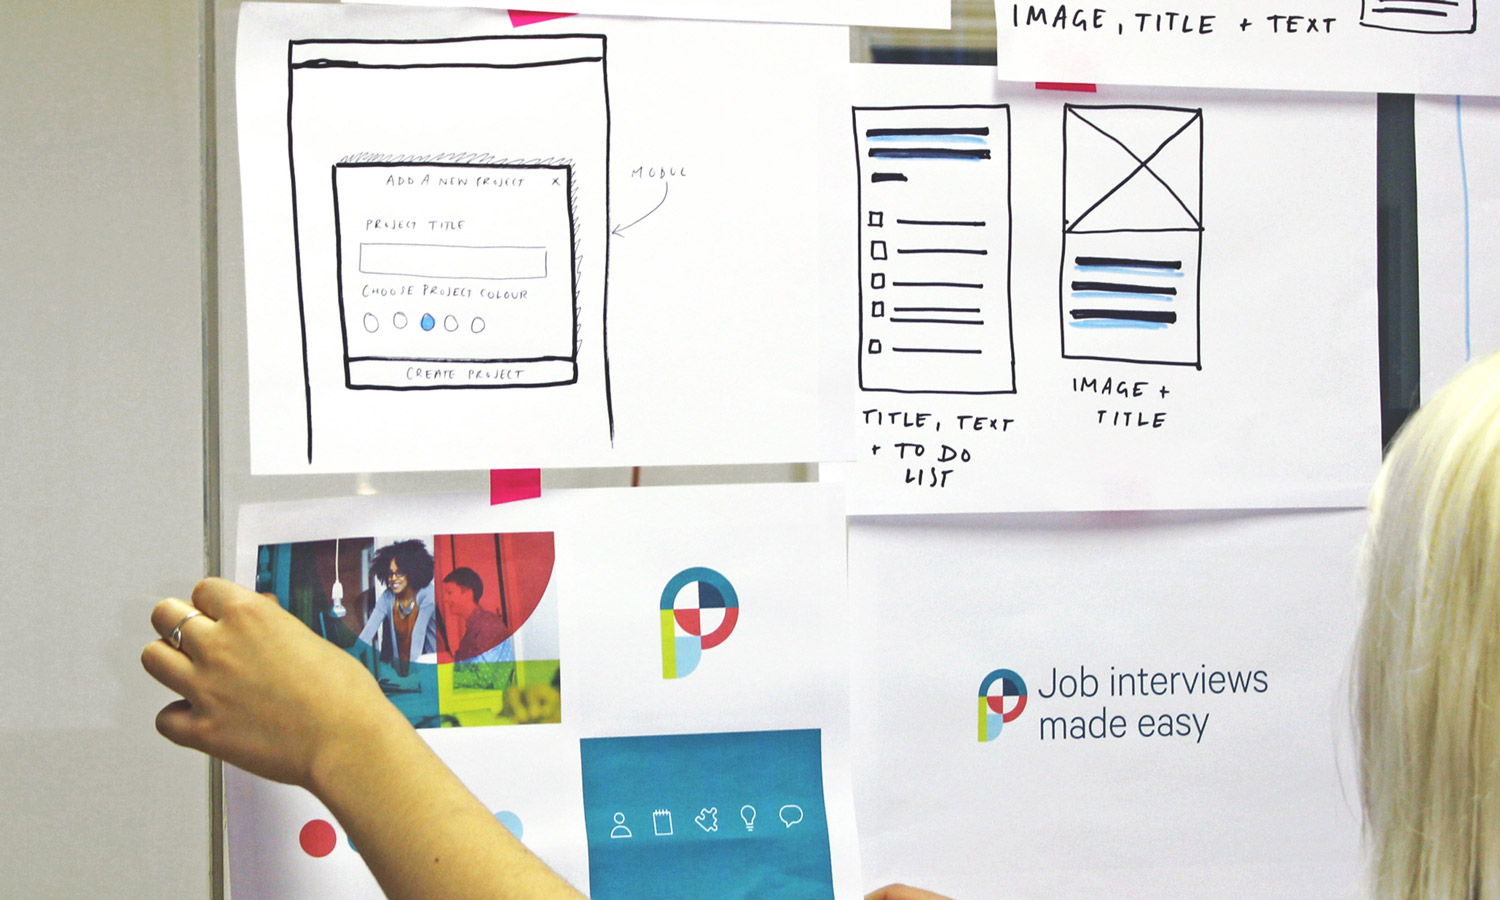 IMAGE, TITLE + TEXT
ADD A NEW PROJECT X
PROJECT TITLE
CHOOSE PROJECT COLOUR
CREATE PROJECT
MODUL
TITLE, TEXT
+ TO DO
LIST
IMAGE +
TITLE
Job interviews
made easy